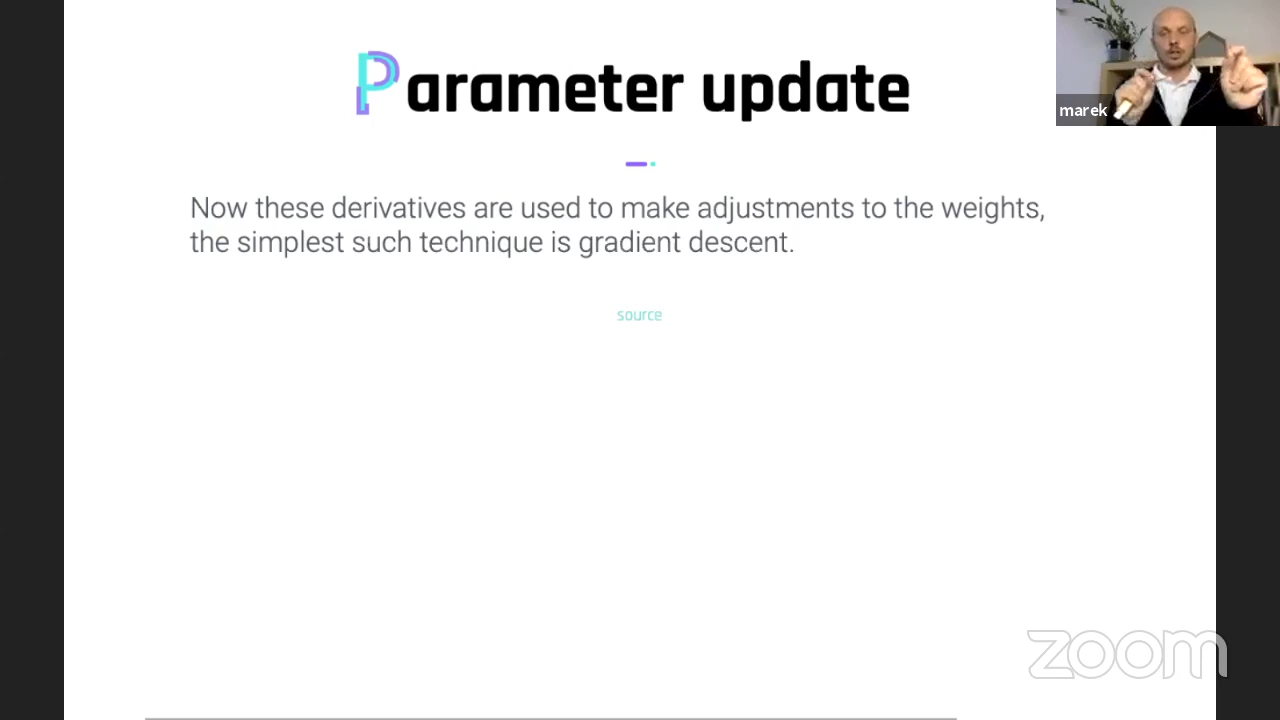 Parameter update
marek
Now these derivatives are used to make adjustments to the weights,
the simplest such technique is gradient descent.
source
zoom